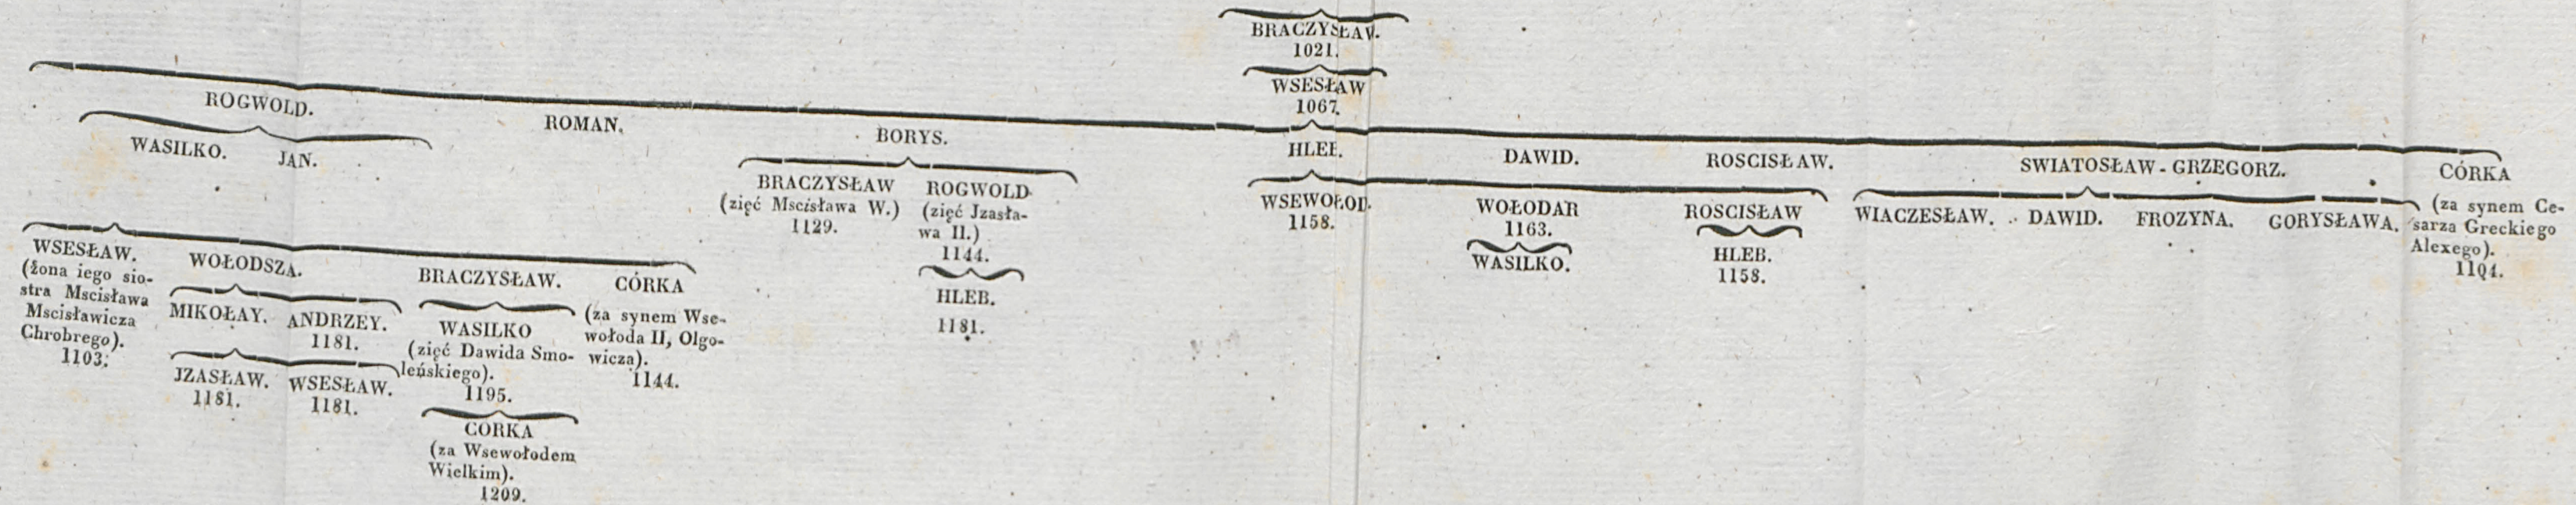 BRACZYSŁAW.
1021.
WSESŁAW
1067.
ROGWOLD.
ROMAN.
BORYS.
HLEB.
DAWID.
ROSCISŁAW.
SWIATOSŁAW-GRZEGORZ.
CÓRKA
(za synem Ce-
sarza Greckiego
Alexego).
WASILKO.
JAN.
BRACZYSŁAW
(zięć Mscisława W.)
1129.
ROGWOLD
(zięć Jzasła-
wa II.)
1144.
HLEB.
1181.
WSEWOŁOD.
1158.
WOŁODAR
1163.
WASILKO.
ROSCISŁAW
HLEB.
1158.
WIACZESŁAW.
DAWID.
FROZYNA.
GORYSŁAWA.
WSESŁAW.
(żona iego sio-
stra Mscisława
Mscisławicza
Chrobrego).
1103.
WOŁODSZA.
MIKOŁAY.
ANDRZEY.
1181.
JZASŁAW.
1181.
WSESŁAW.
1181.
BRACZYSŁAW.
WASILKO
(zięć Dawida Smo-
leńskiego).
1195.
CORKA
(za Wsewołodem
Wielkim).
1209.
CÓRKA
(za synem Wse-
wołoda II, Olgo-
wicza).
1144.